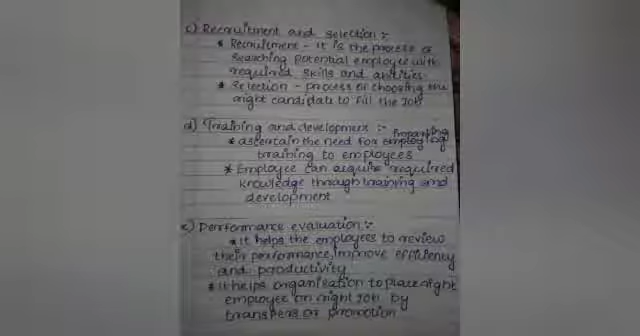 c) Recruitment and selection :-
* Recruitment - It is the process of
searching potential employee with
required skills and abilities.
* Selection - process of choosing the
right candidate to fill the Job
d) Training and development :-
* ascertain the need for imparting
training to employees
* Employee can acquire required
knowledge through training and
development
e) Performance evaluation :-
* It helps the employees to review
their performance, improve efficiency
and productivity
* It helps organisation to place right
employee on right Job by
transfers or promotion